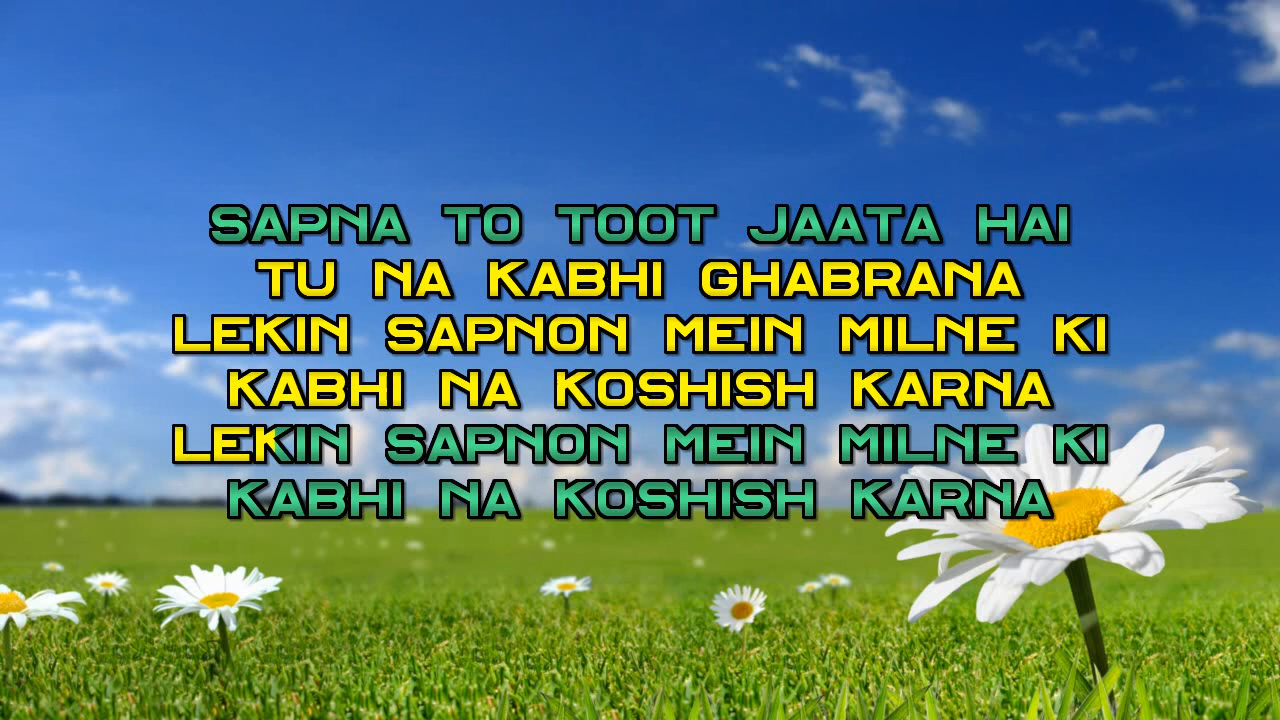 SAPNA TO TOOT JAATA HAI
TU NA KABHI GHABRANA
LEKIN SAPNON MEIN MILNE KI
KABHI NA KOSHISH KARNA
LEKIN SAPNON MEIN MILNE KI
KABHI NA KOSHISH KARNA